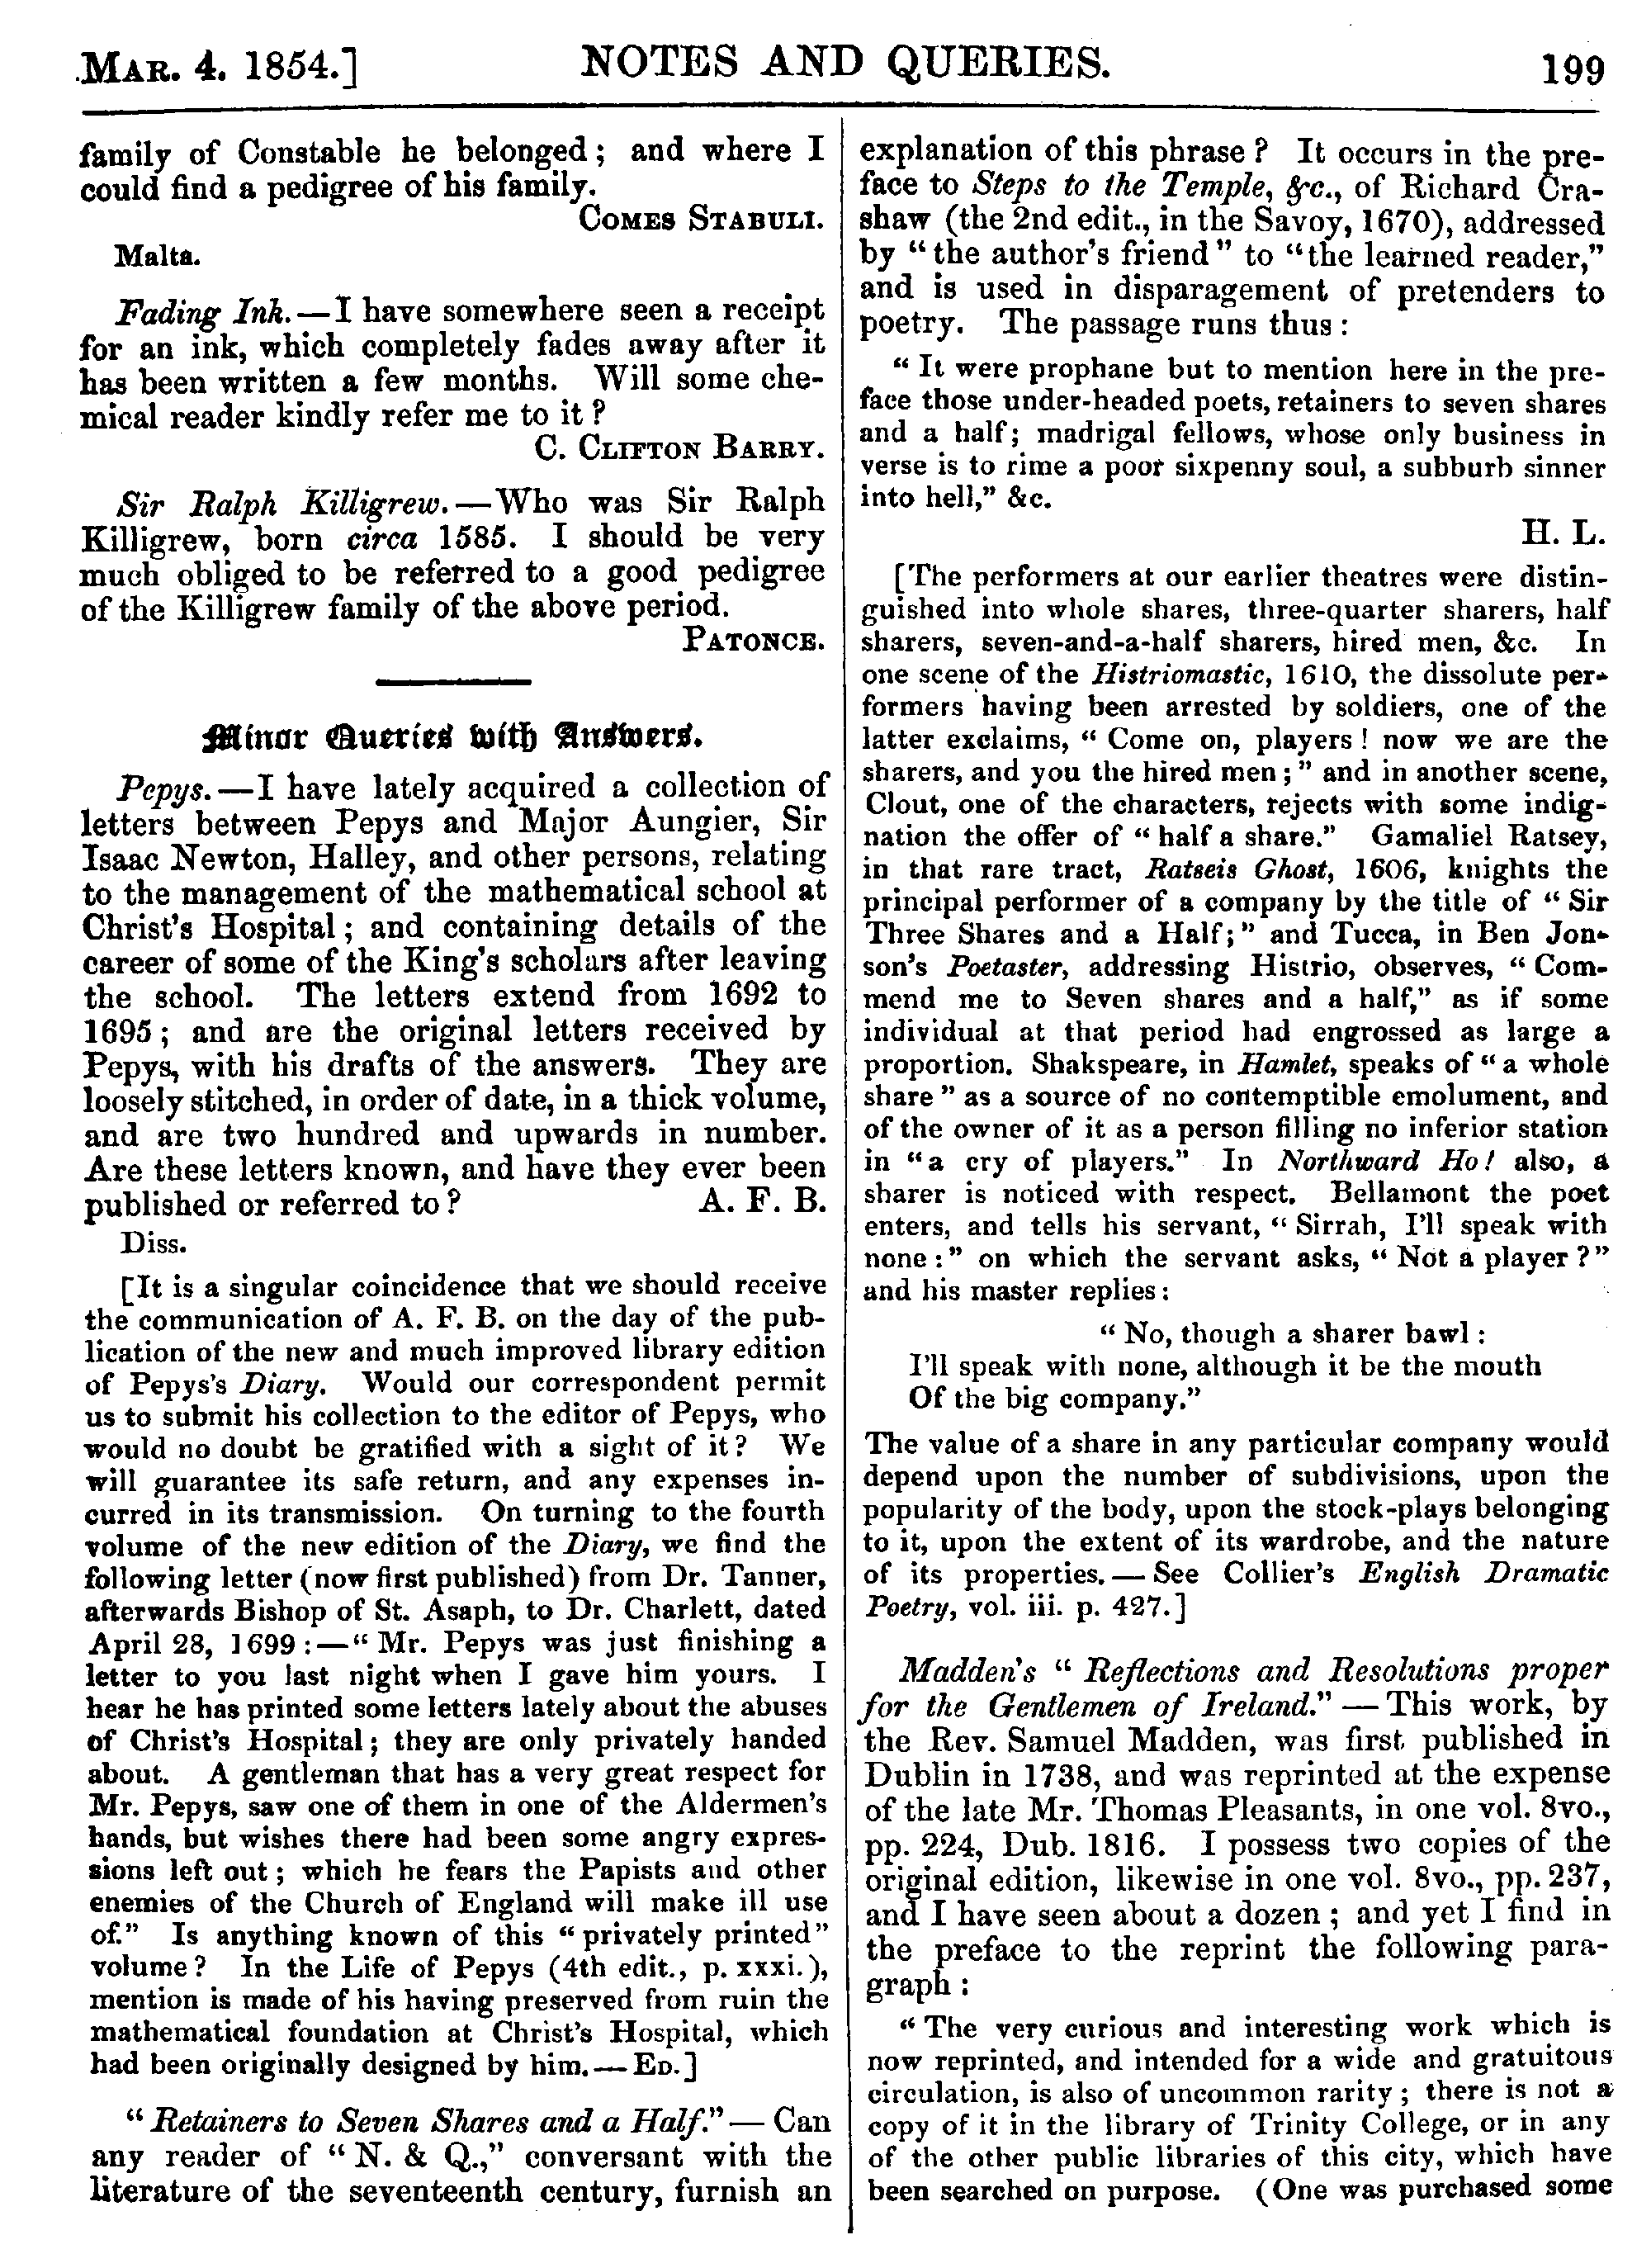 MAR. 4. 1854.]
NOTES AND QUERIES.
199
family of Constable he belonged; and where I
could find a pedigree of his family.
COMES STABULI.
Malta.
Fading Ink.—I have somewhere seen a receipt
for an ink, which completely fades away after it
has been written a few months. Will some che-
mical reader kindly refer me to it?
C. CLIFTON BARRY.
Sir Ralph Killigrew.—Who was Sir Ralph
Killigrew, born circa 1585. I should be very
much obliged to be referred to a good pedigree
of the Killigrew family of the above period.
PATONCE.
Minor Queries with Answers.
Pepys.—I have lately acquired a collection of
letters between Pepys and Major Aungier, Sir
Isaac Newton, Halley, and other persons, relating
to the management of the mathematical school at
Christ's Hospital; and containing details of the
career of some of the King's scholars after leaving
the school. The letters extend from 1692 to
1695; and are the original letters received by
Pepys, with his drafts of the answers. They are
loosely stitched, in order of date, in a thick volume,
and are two hundred and upwards in number.
Are these letters known, and have they ever been
published or referred to? A. F. B.
Diss.
[It is a singular coincidence that we should receive
the communication of A. F. B. on the day of the pub-
lication of the new and much improved library edition
of Pepys's Diary. Would our correspondent permit
us to submit his collection to the editor of Pepys, who
would no doubt be gratified with a sight of it? We
will guarantee its safe return, and any expenses in-
curred in its transmission. On turning to the fourth
volume of the new edition of the Diary, we find the
following letter (now first published) from Dr. Tanner,
afterwards Bishop of St. Asaph, to Dr. Charlett, dated
April 28, 1699:—"Mr. Pepys was just finishing a
letter to you last night when I gave him yours. I
hear he has printed some letters lately about the abuses
of Christ's Hospital; they are only privately handed
about. A gentleman that has a very great respect for
Mr. Pepys, saw one of them in one of the Aldermen's
hands, but wishes there had been some angry expres-
sions left out; which he fears the Papists and other
enemies of the Church of England will make ill use
of." Is anything known of this "privately printed"
volume? In the Life of Pepys (4th edit., p. xxxi.),
mention is made of his having preserved from ruin the
mathematical foundation at Christ's Hospital, which
had been originally designed by him.—ED.]
"Retainers to Seven Shares and a Half."—Can
any reader of "N. & Q.," conversant with the
literature of the seventeenth century, furnish an
explanation of this phrase? It occurs in the pre-
face to Steps to the Temple, &c., of Richard Cra-
shaw (the 2nd edit., in the Savoy, 1670), addressed
by "the author's friend" to "the learned reader,"
and is used in disparagement of pretenders to
poetry. The passage runs thus:
"It were prophane but to mention here in the pre-
face those under-headed poets, retainers to seven shares
and a half; madrigal fellows, whose only business in
verse is to rime a poor sixpenny soul, a subburb sinner
into hell," &c.
H. L.
[The performers at our earlier theatres were distin-
guished into whole shares, three-quarter sharers, half
sharers, seven-and-a-half sharers, hired men, &c. In
one scene of the Histriomastic, 1610, the dissolute per-
formers having been arrested by soldiers, one of the
latter exclaims, "Come on, players! now we are the
sharers, and you the hired men;" and in another scene,
Clout, one of the characters, rejects with some indig-
nation the offer of "half a share." Gamaliel Ratsey,
in that rare tract, Ratseis Ghost, 1606, knights the
principal performer of a company by the title of "Sir
Three Shares and a Half;" and Tucca, in Ben Jon-
son's Poetaster, addressing Histrio, observes, "Com-
mend me to Seven shares and a half," as if some
individual at that period had engrossed as large a
proportion. Shakspeare, in Hamlet, speaks of "a whole
share" as a source of no contemptible emolument, and
of the owner of it as a person filling no inferior station
in "a cry of players." In Northward Ho! also, a
sharer is noticed with respect. Bellamont the poet
enters, and tells his servant, "Sirrah, I'll speak with
none:" on which the servant asks, "Not a player?"
and his master replies:
"No, though a sharer bawl:
I'll speak with none, although it be the mouth
Of the big company."
The value of a share in any particular company would
depend upon the number of subdivisions, upon the
popularity of the body, upon the stock-plays belonging
to it, upon the extent of its wardrobe, and the nature
of its properties.—See Collier's English Dramatic
Poetry, vol. iii. p. 427.]
Madden's "Reflections and Resolutions proper
for the Gentlemen of Ireland."—This work, by
the Rev. Samuel Madden, was first published in
Dublin in 1738, and was reprinted at the expense
of the late Mr. Thomas Pleasants, in one vol. 8vo.,
pp. 224, Dub. 1816. I possess two copies of the
original edition, likewise in one vol. 8vo., pp. 237,
and I have seen about a dozen; and yet I find in
the preface to the reprint the following para-
graph:
"The very curious and interesting work which is
now reprinted, and intended for a wide and gratuitous
circulation, is also of uncommon rarity; there is not a
copy of it in the library of Trinity College, or in any
of the other public libraries of this city, which have
been searched on purpose. (One was purchased some